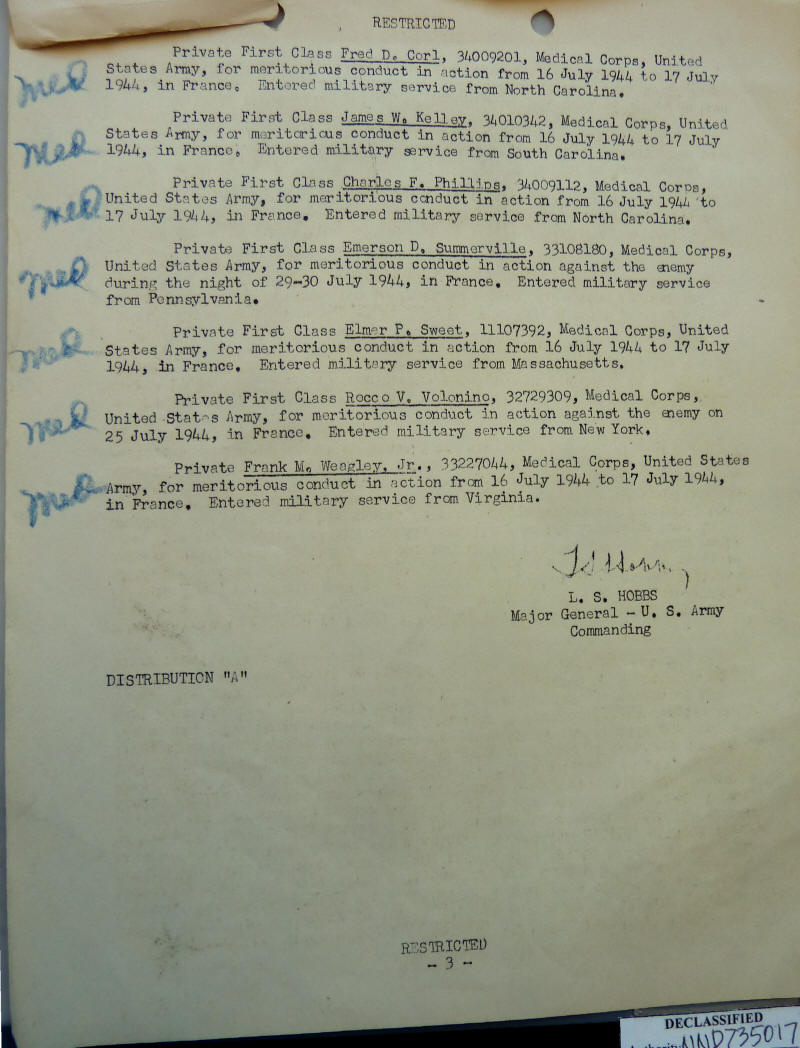 RESTRICTED
Private First Class Fred D. Corl, 34009201, Medical Corps, United
States Army, for meritorious conduct in action from 16 July 1944 to 17 July
1944, in France. Entered military service from North Carolina.
med
Private First Class James W. Kelley, 34010342, Medical Corps, United
States Army, for meritorious conduct in action from 16 July 1944 to 17 July
1944, in France. Entered military service from South Carolina.
med
Private First Class Charles F. Phillips, 34009112, Medical Corps,
United States Army, for meritorious conduct in action from 16 July 1944 to
17 July 1944, in France. Entered military service from North Carolina.
med
Private First Class Emerson D. Summerville, 33108180, Medical Corps,
United States Army, for meritorious conduct in action against the enemy
during the night of 29-30 July 1944, in France. Entered military service
from Pennsylvania.
med
Private First Class Elmer P. Sweet, 11107392, Medical Corps, United
States Army, for meritorious conduct in action from 16 July 1944 to 17 July
1944, in France. Entered military service from Massachusetts.
med
Private First Class Rocco V. Volonino, 32729309, Medical Corps,
United States Army, for meritorious conduct in action against the enemy on
25 July 1944, in France. Entered military service from New York.
med
Private Frank M. Weagley, Jr., 33227044, Medical Corps, United States
Army, for meritorious conduct in action from 16 July 1944 to 17 July 1944,
in France. Entered military service from Virginia.
med
L. S. HOBBS
Major General - U. S. Army
Commanding
DISTRIBUTION "A"
RESTRICTED
- 3 -
DECLASSIFIED
Authority NND735017